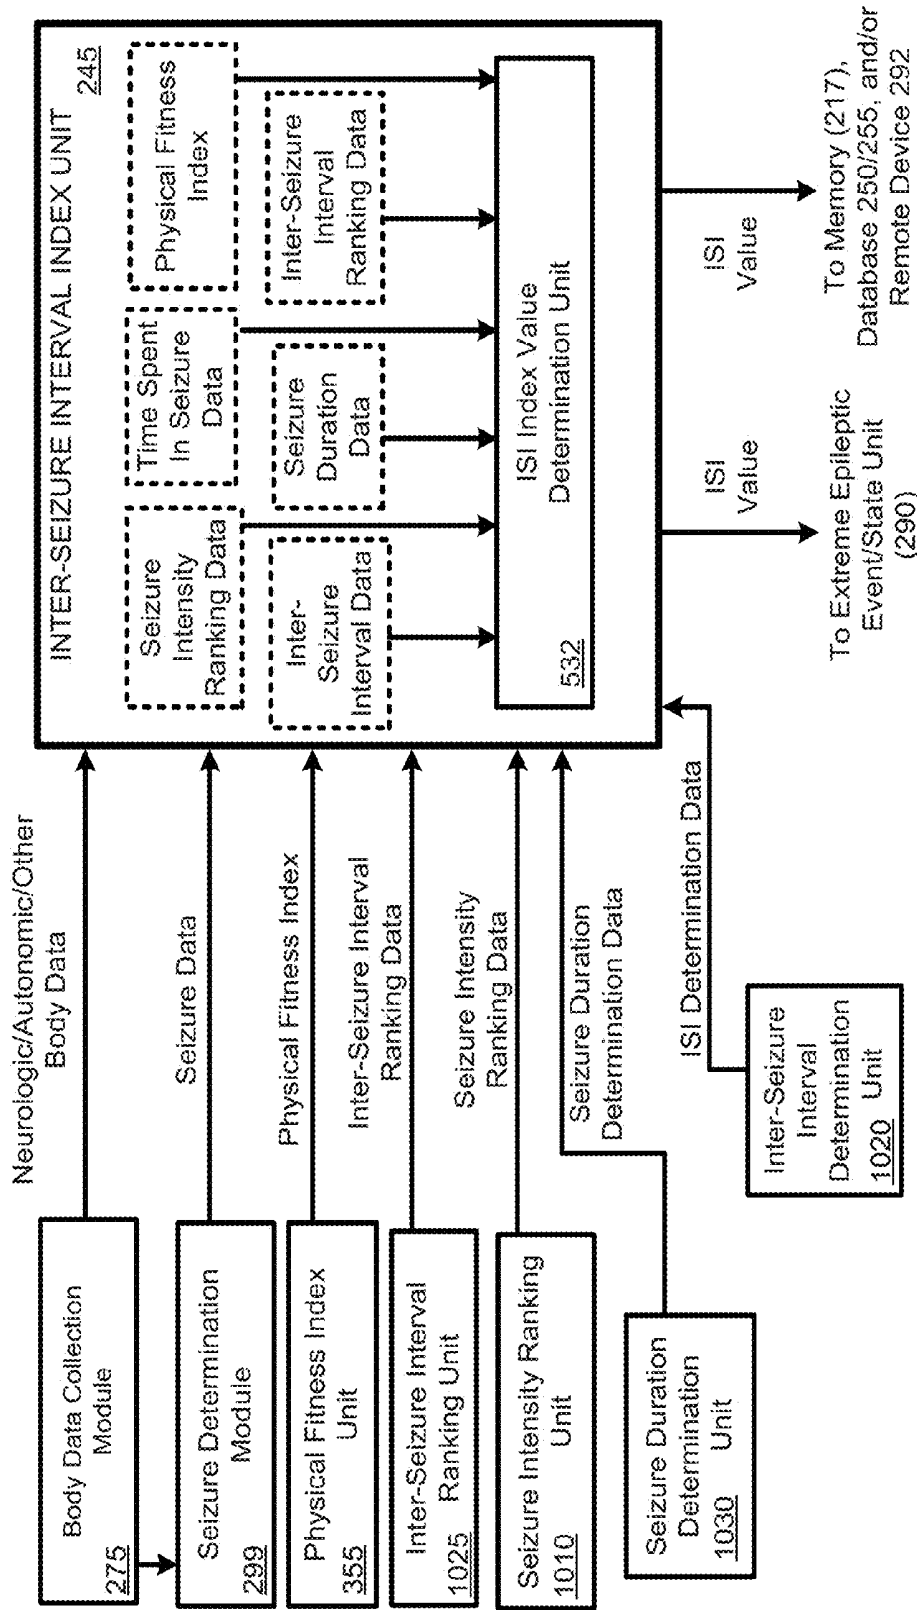 Body Data Collection
Module
275
Seizure Determination
Module
299
Physical Fitness Index
Unit
355
Inter-Seizure Interval
Ranking Unit
1025
Seizure Intensity Ranking
Unit
1010
Seizure Duration
Determination
Unit
1030
Inter-Seizure
Interval
Determination
Unit
1020
Neurologic/Autonomic/Other
Body Data
Seizure Data
Physical Fitness Index
Inter-Seizure Interval
Ranking Data
Seizure Intensity
Ranking Data
Seizure Duration
Determination Data
ISI Determination Data
INTER-SEIZURE INTERVAL INDEX UNIT
245
Seizure
Intensity
Ranking Data
Time Spent
In Seizure
Data
Physical Fitness
Index
Inter-
Seizure
Interval Data
Seizure
Duration
Data
Inter-Seizure
Interval
Ranking Data
ISI Index Value
Determination Unit
532
ISI
Value
ISI
Value
To Extreme Epileptic
Event/State Unit
(290)
To Memory (217),
Database 250/255, and/or
Remote Device 292